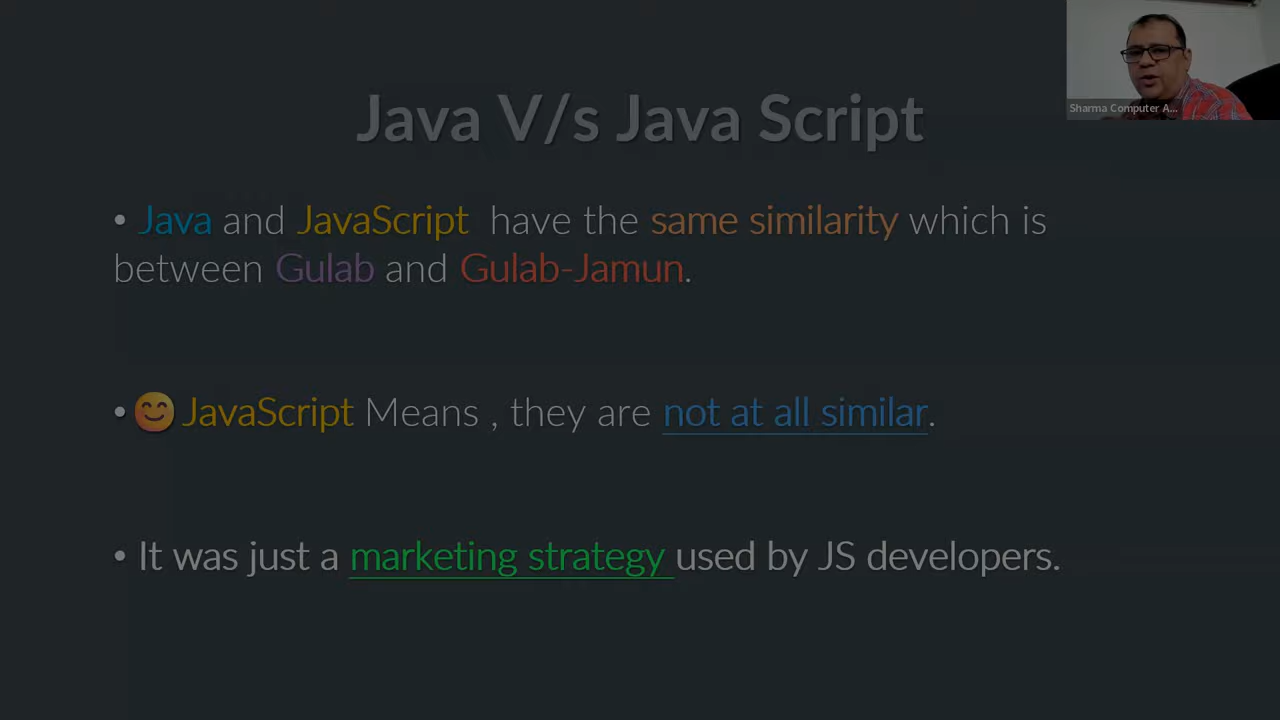 Sharma Computer A...
Java V/s Java Script
• Java and JavaScript have the same similarity which is
between Gulab and Gulab-Jamun.
• 😊 JavaScript Means , they are not at all similar.
• It was just a marketing strategy used by JS developers.